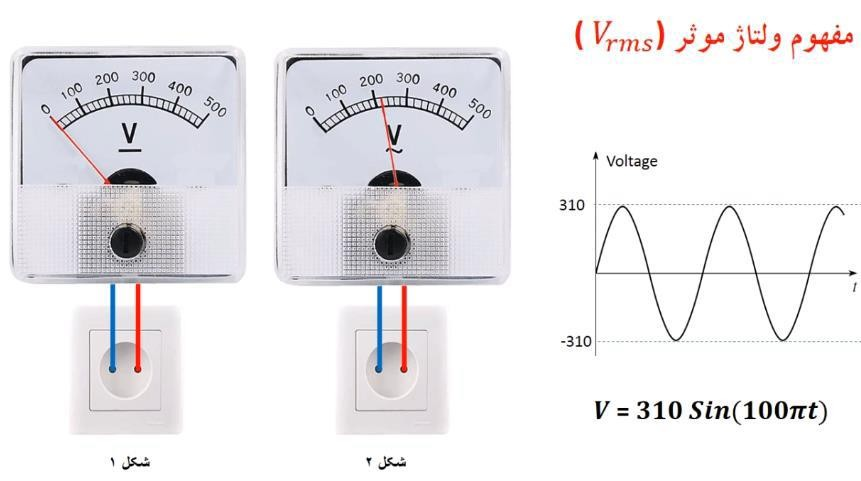 مفهوم ولتاژ موثر (Vrms)
0 100 200 300 400 500
V
0 100 200 300 400 500
V
~
Voltage
310
t
-310
V = 310 Sin(100πt)
شکل ۱
شکل ۲